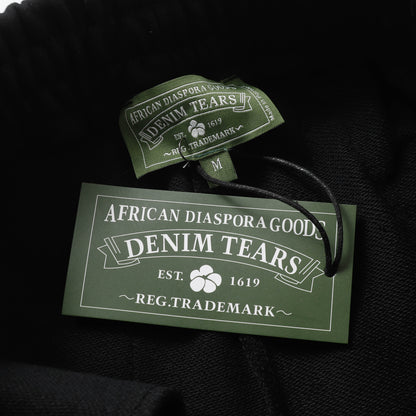 AFRICAN DIASPORA GOODS
DENIM TEARS
EST. 1619
~REG.TRADEMARK~
M
AFRICAN DIASPORA GOODS
DENIM TEARS
EST. 1619
~REG.TRADEMARK~